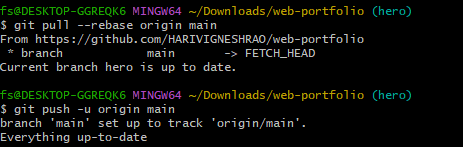 fs@DESKTOP-GGREQK6 MINGW64 ~/Downloads/web-portfolio (hero)
$ git pull --rebase origin main
From https://github.com/HARIVIGNESHRAO/web-portfolio
 * branch            main       -> FETCH_HEAD
Current branch hero is up to date.
fs@DESKTOP-GGREQK6 MINGW64 ~/Downloads/web-portfolio (hero)
$ git push -u origin main
branch 'main' set up to track 'origin/main'.
Everything up-to-date